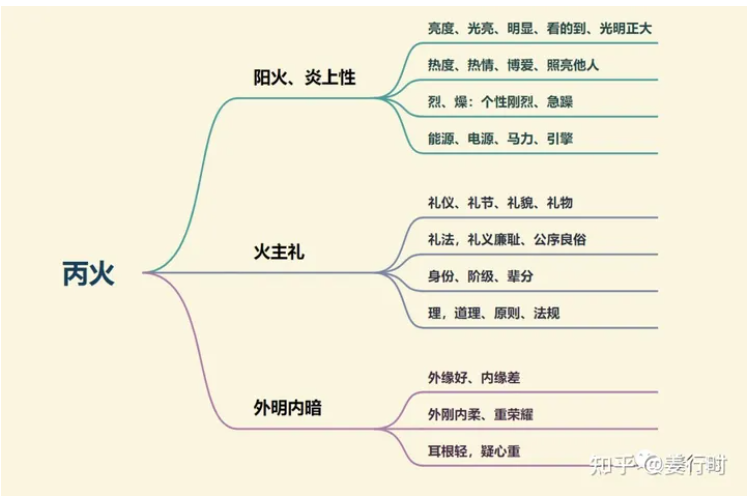 丙火
阳火、炎上性
亮度、光亮、明显、看的到、光明正大
热度、热情、博爱、照亮他人
烈、燥：个性刚烈、急躁
能源、电源、马力、引擎
火主礼
礼仪、礼节、礼貌、礼物
礼法，礼义廉耻、公序良俗
身份、阶级、辈分
理，道理、原则、法规
外明内暗
外缘好、内缘差
外刚内柔、重荣耀
耳根轻，疑心重
知乎 @姜行时